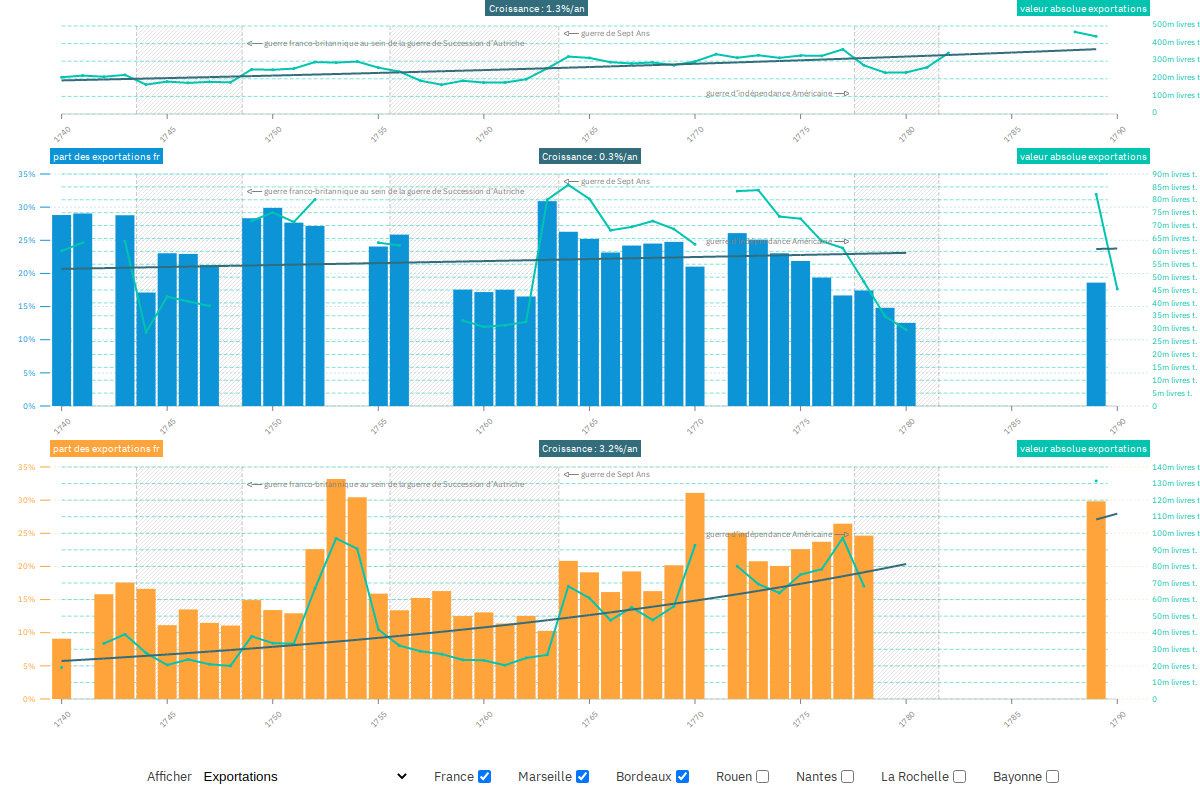 Croissance : 1.3%/an valeur absolue exportations
500m livres t
guerre de Sept Ans
guerre franco-britannique au sein de la guerre de Succession d'Autriche 400m livres t
300m livres t
200m livres t
guerre d'indépendance Américaine 100m livres t
0
1740 1745 1750 1755 1760 1765 1770 1775 1780 1785 1790
part des exportations fr Croissance : 0.3%/an valeur absolue exportations
35% 90m livres t.
guerre de Sept Ans
85m livres t.
guerre franco-britannique au sein de la guerre de Succession d'Autriche
80m livres t.
30% 75m livres t.
70m livres t.
25% guerre d'indépendance Américaine 65m livres t.
60m livres t.
55m livres t.
20% 50m livres t.
45m livres t.
15% 40m livres t.
35m livres t.
30m livres t.
10% 25m livres t.
20m livres t.
5% 15m livres t.
10m livres t.
5m livres t.
0% 0
1740 1745 1750 1755 1760 1765 1770 1775 1780 1785 1790
part des exportations fr Croissance : 3.2%/an valeur absolue exportations
35% 140m livres t
guerre de Sept Ans
guerre franco-britannique au sein de la guerre de Succession d'Autriche 130m livres t
30% 120m livres t
110m livres t
guerre d'indépendance Américaine 100m livres t
25% 90m livres t
20% 80m livres t
70m livres t
15% 60m livres t
50m livres t
10% 40m livres t
30m livres t
5% 20m livres t
10m livres t
0% 0
1740 1745 1750 1755 1760 1765 1770 1775 1780 1785 1790
Afficher Exportations France Marseille Bordeaux Rouen Nantes La Rochelle Bayonne